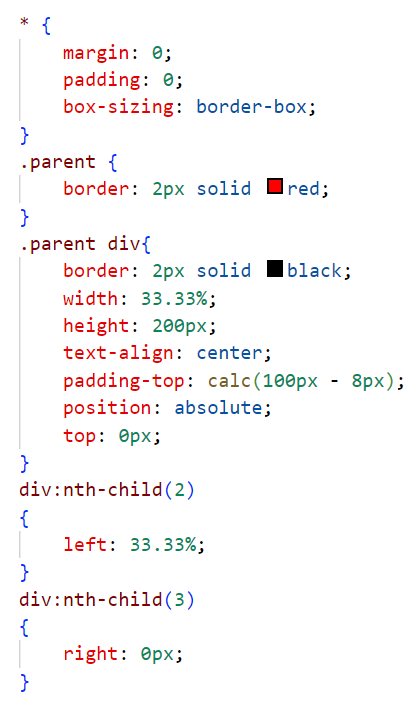 * {
    margin: 0;
    padding: 0;
    box-sizing: border-box;
}
.parent {
    border: 2px solid red;
}
.parent div{
    border: 2px solid black;
    width: 33.33%;
    height: 200px;
    text-align: center;
    padding-top: calc(100px - 8px);
    position: absolute;
    top: 0px;
}
div:nth-child(2)
{
    left: 33.33%;
}
div:nth-child(3)
{
    right: 0px;
}